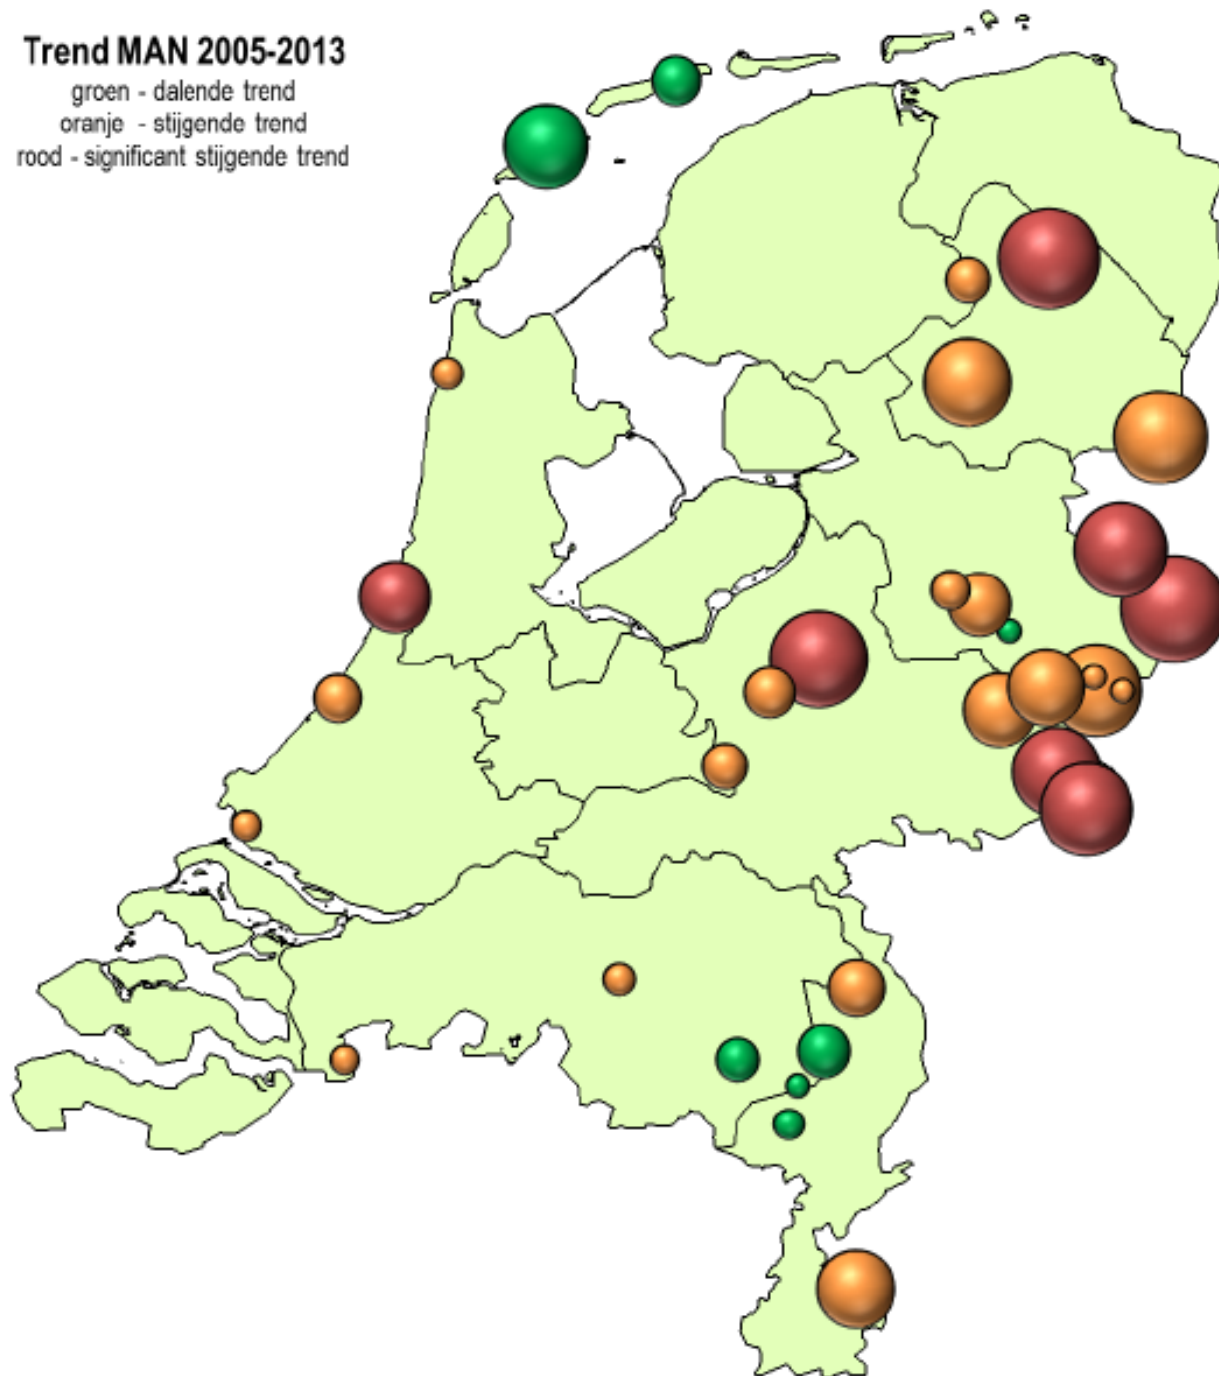 Trend MAN 2005-2013
groen - dalende trend
oranje - stijgende trend
rood - significant stijgende trend